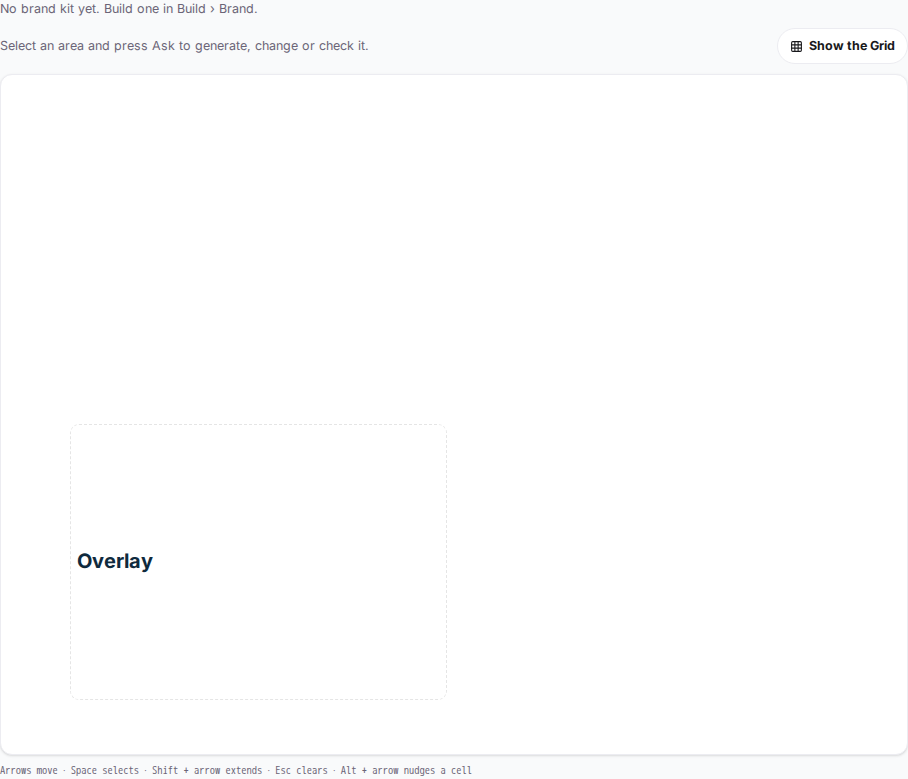 No brand kit yet. Build one in Build › Brand.
Select an area and press Ask to generate, change or check it.
Show the Grid
Overlay
Arrows move · Space selects · Shift + arrow extends · Esc clears · Alt + arrow nudges a cell